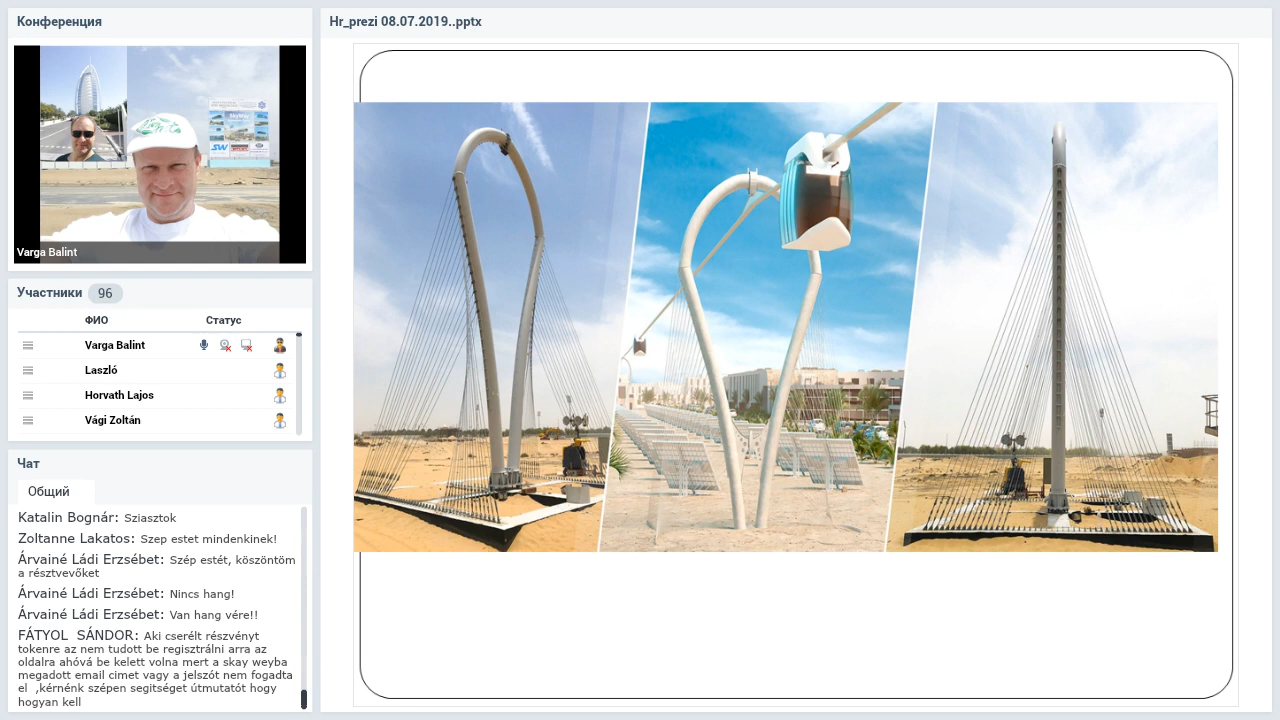 Конференция
SkyWay
SW
Varga Balint
Участники 96
ФИО Статус
Varga Balint
Laszló
Horvath Lajos
Vági Zoltán
Чат
Общий
Katalin Bognár: Sziasztok
Zoltanne Lakatos: Szep estet mindenkinek!
Árvainé Ládi Erzsébet: Szép estét, köszöntöm
a résztvevőket
Árvainé Ládi Erzsébet: Nincs hang!
Árvainé Ládi Erzsébet: Van hang vére!!
FÁTYOL  SÁNDOR: Aki cserélt részvényt
tokenre az nem tudott be regisztrálni arra az
oldalra ahóvá be kelett volna mert a skay weyba
megadott email cimet vagy a jelszót nem fogadta
el  ,kérnénk szépen segitséget útmutatót hogy
hogyan kell
Hr_prezi 08.07.2019..pptx